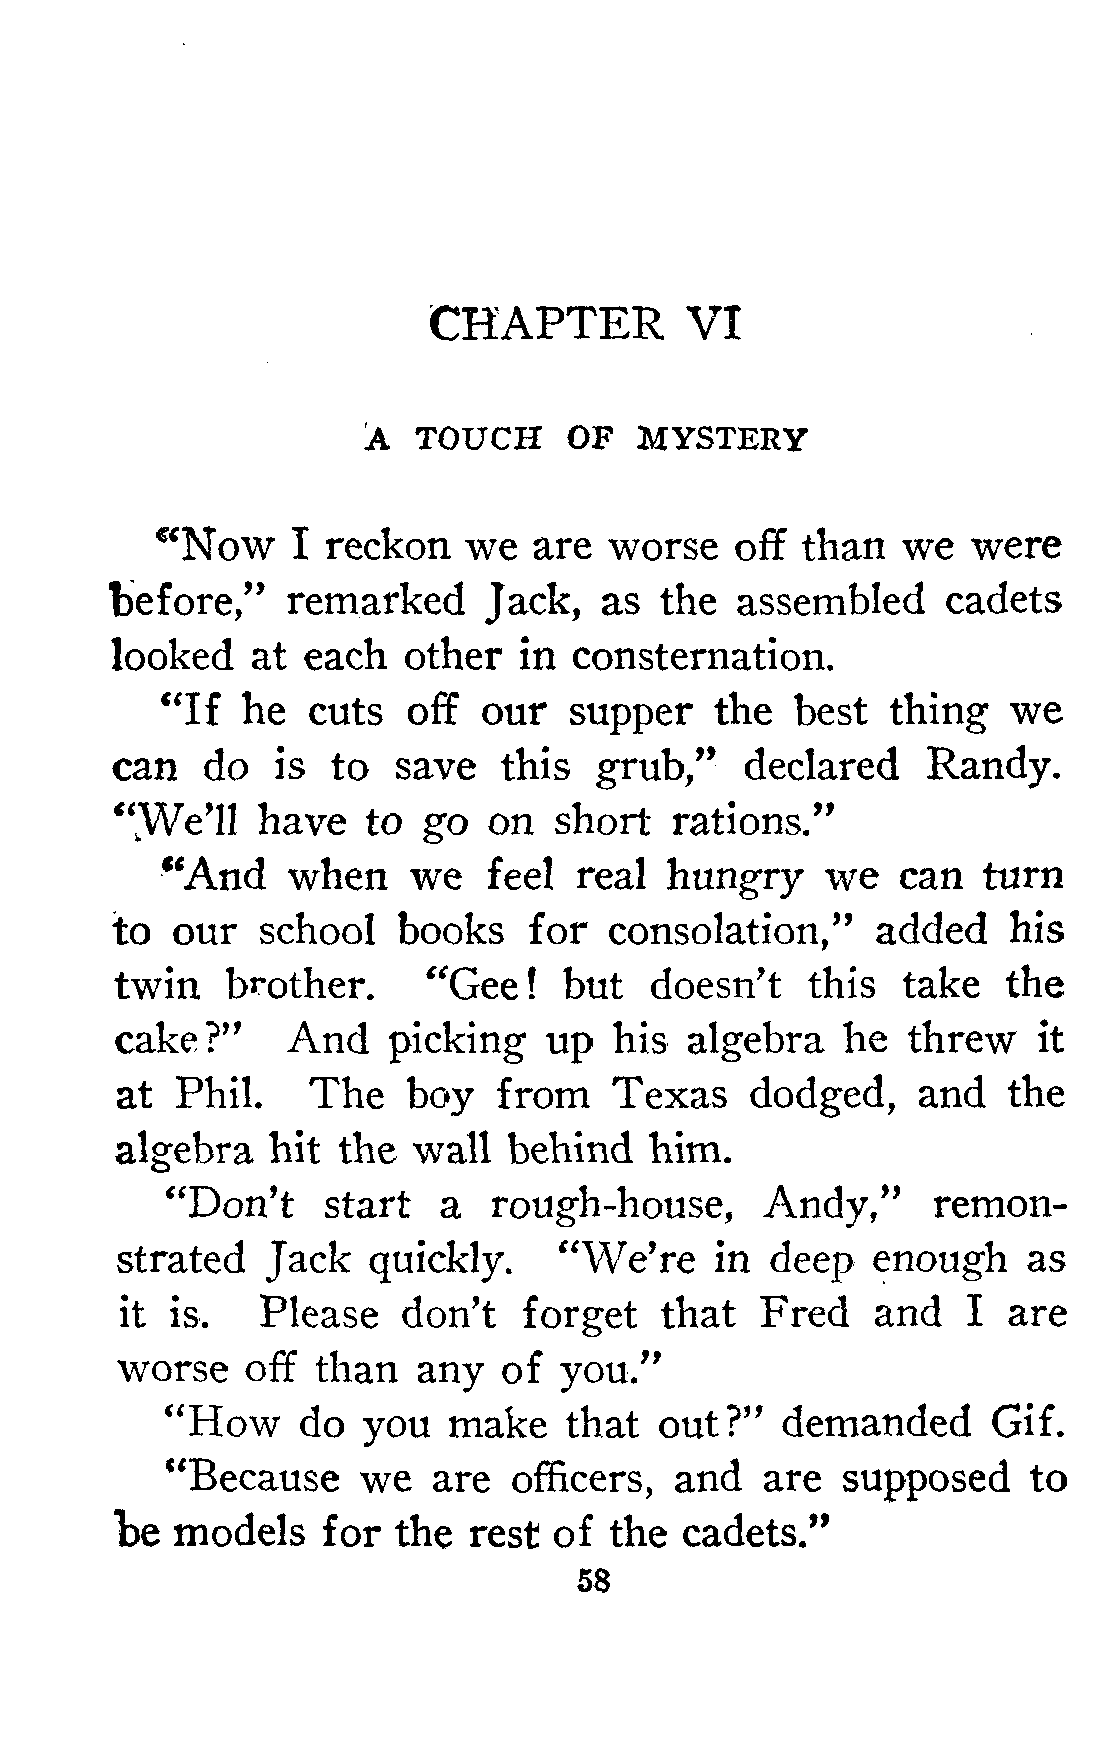 CHAPTER VI
A TOUCH OF MYSTERY
“Now I reckon we are worse off than we were
before,” remarked Jack, as the assembled cadets
looked at each other in consternation.
“If he cuts off our supper the best thing we
can do is to save this grub,” declared Randy.
“We’ll have to go on short rations.”
“And when we feel real hungry we can turn
to our school books for consolation,” added his
twin brother. “Gee! but doesn’t this take the
cake?” And picking up his algebra he threw it
at Phil. The boy from Texas dodged, and the
algebra hit the wall behind him.
“Don’t start a rough-house, Andy,” remon-
strated Jack quickly. “We’re in deep enough as
it is. Please don’t forget that Fred and I are
worse off than any of you.”
“How do you make that out?” demanded Gif.
“Because we are officers, and are supposed to
be models for the rest of the cadets.”
58